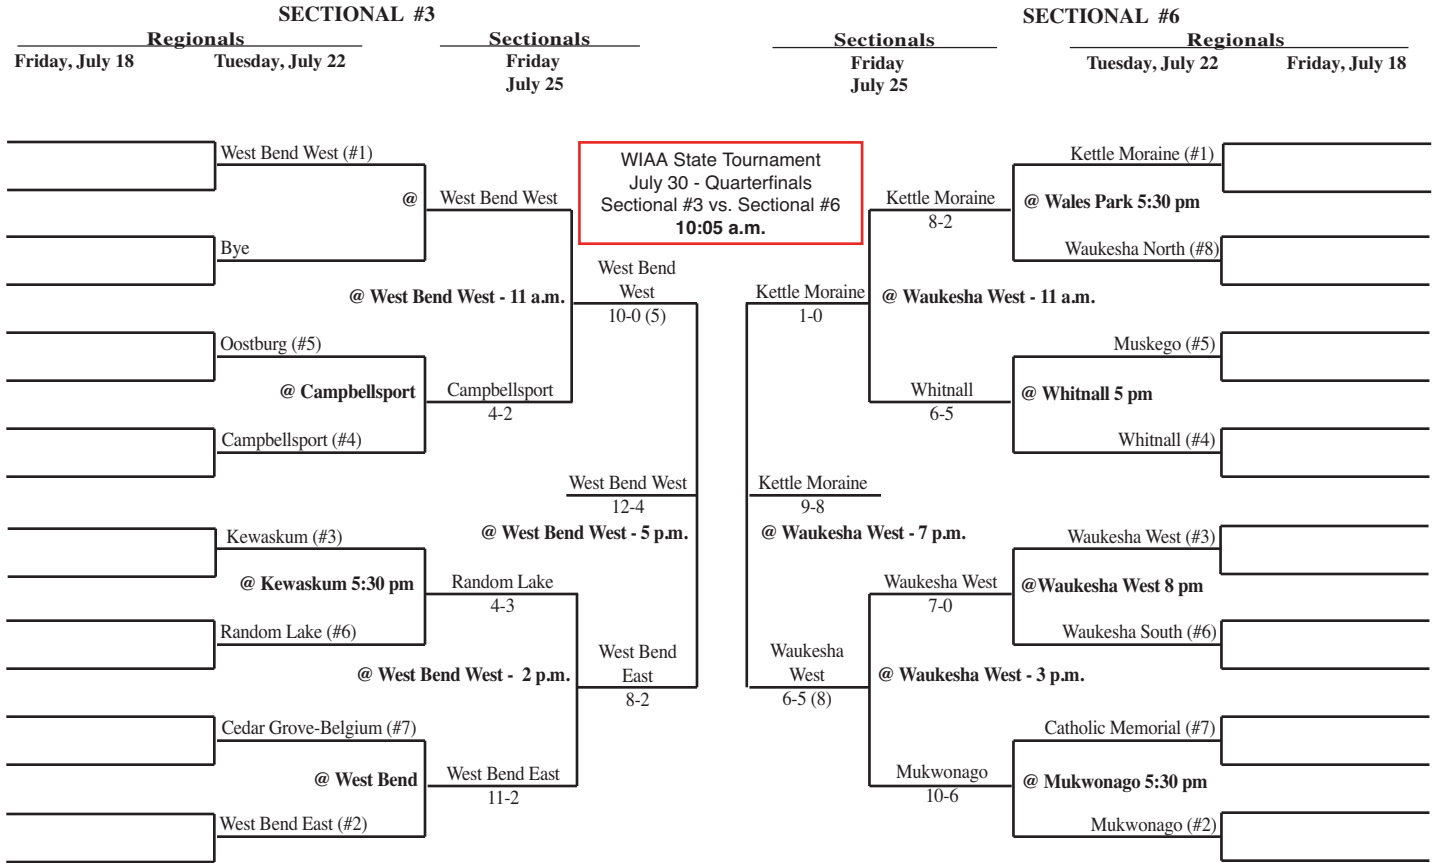 SECTIONAL #3
Regionals
Sectionals
Friday, July 18
Tuesday, July 22
Friday
July 25
West Bend West (#1)
@
Bye
West Bend West
@ West Bend West - 11 a.m.
Oostburg (#5)
@ Campbellsport
Campbellsport (#4)
Campbellsport
4-2
West Bend
West
10-0 (5)
West Bend West
12-4
@ West Bend West - 5 p.m.
Kewaskum (#3)
@ Kewaskum 5:30 pm
Random Lake (#6)
Random Lake
4-3
@ West Bend West - 2 p.m.
West Bend
East
8-2
Cedar Grove-Belgium (#7)
@ West Bend
West Bend East (#2)
West Bend East
11-2
WIAA State Tournament
July 30 - Quarterfinals
Sectional #3 vs. Sectional #6
10:05 a.m.
SECTIONAL #6
Sectionals
Regionals
Friday
July 25
Tuesday, July 22
Friday, July 18
Kettle Moraine (#1)
@ Wales Park 5:30 pm
Waukesha North (#8)
Kettle Moraine
8-2
Kettle Moraine
1-0
@ Waukesha West - 11 a.m.
Muskego (#5)
@ Whitnall 5 pm
Whitnall (#4)
Whitnall
6-5
Kettle Moraine
9-8
@ Waukesha West - 7 p.m.
Waukesha West (#3)
@Waukesha West 8 pm
Waukesha South (#6)
Waukesha West
7-0
Waukesha
West
6-5 (8)
@ Waukesha West - 3 p.m.
Catholic Memorial (#7)
@ Mukwonago 5:30 pm
Mukwonago (#2)
Mukwonago
10-6